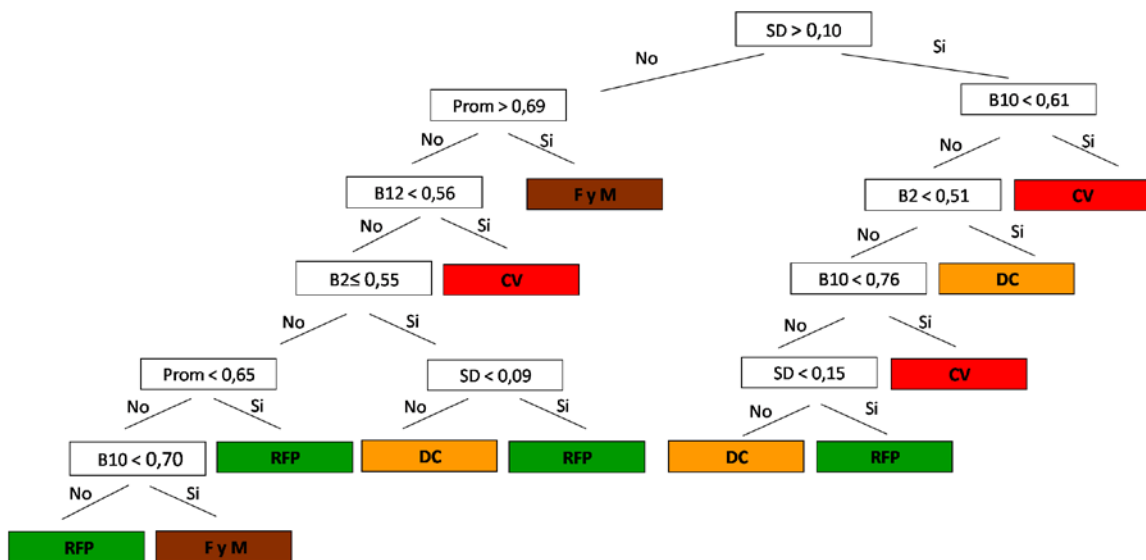 SD > 0,10
No
Si
Prom > 0,69
B10 < 0,61
No
Si
No
Si
B12 < 0,56
F y M
B2 < 0,51
CV
No
Si
No
Si
B2≤ 0,55
CV
B10 < 0,76
DC
No
Si
No
Si
Prom < 0,65
SD < 0,09
SD < 0,15
CV
No
Si
No
Si
No
Si
B10 < 0,70
RFP
DC
RFP
DC
RFP
No
Si
RFP
F y M